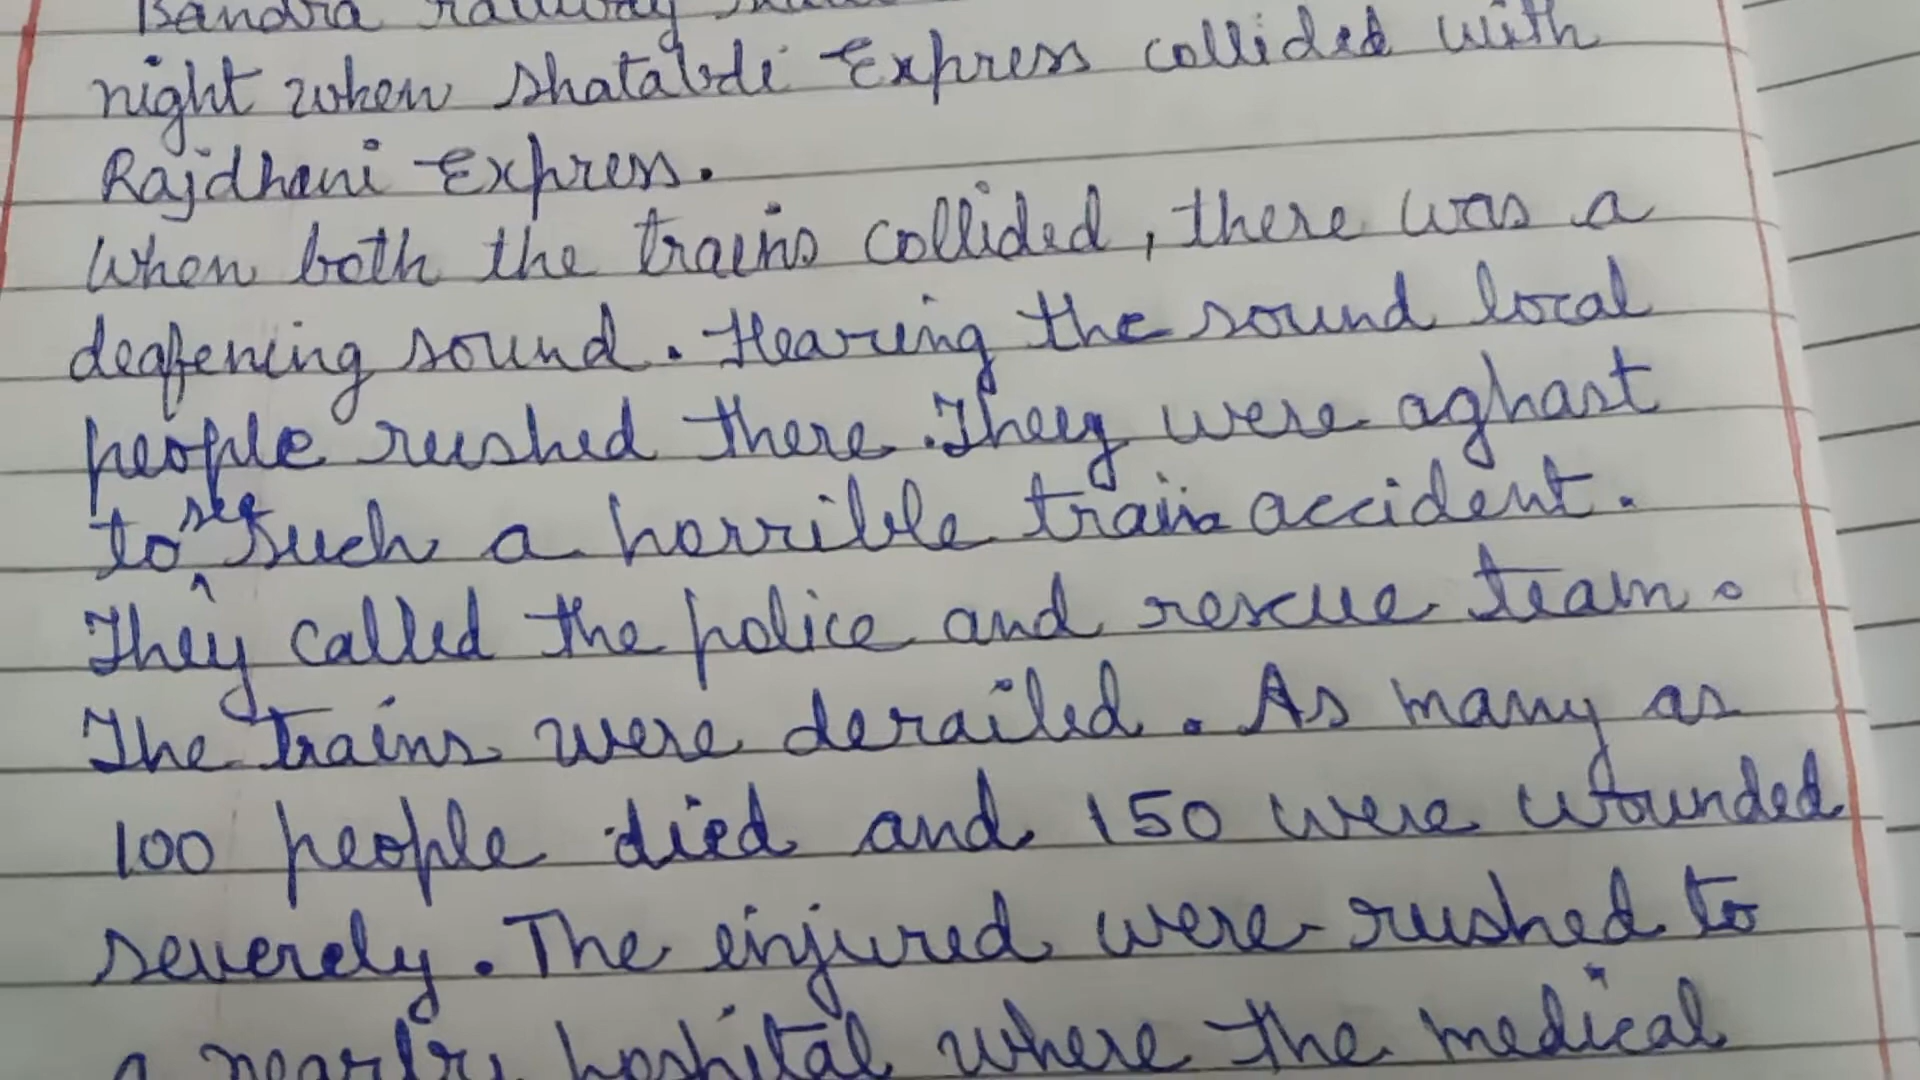 Bandra railway
night when Shatabdi Express collided with
Rajdhani Express.
When both the trains collided, there was a
deafening sound. Hearing the sound local
people rushed there. They were aghast
to see such a horrible train accident.
They called the police and rescue team.
The trains were derailed. As many as
100 people died and 150 were wounded
severely. The injured were rushed to
a nearby hospital where the medical